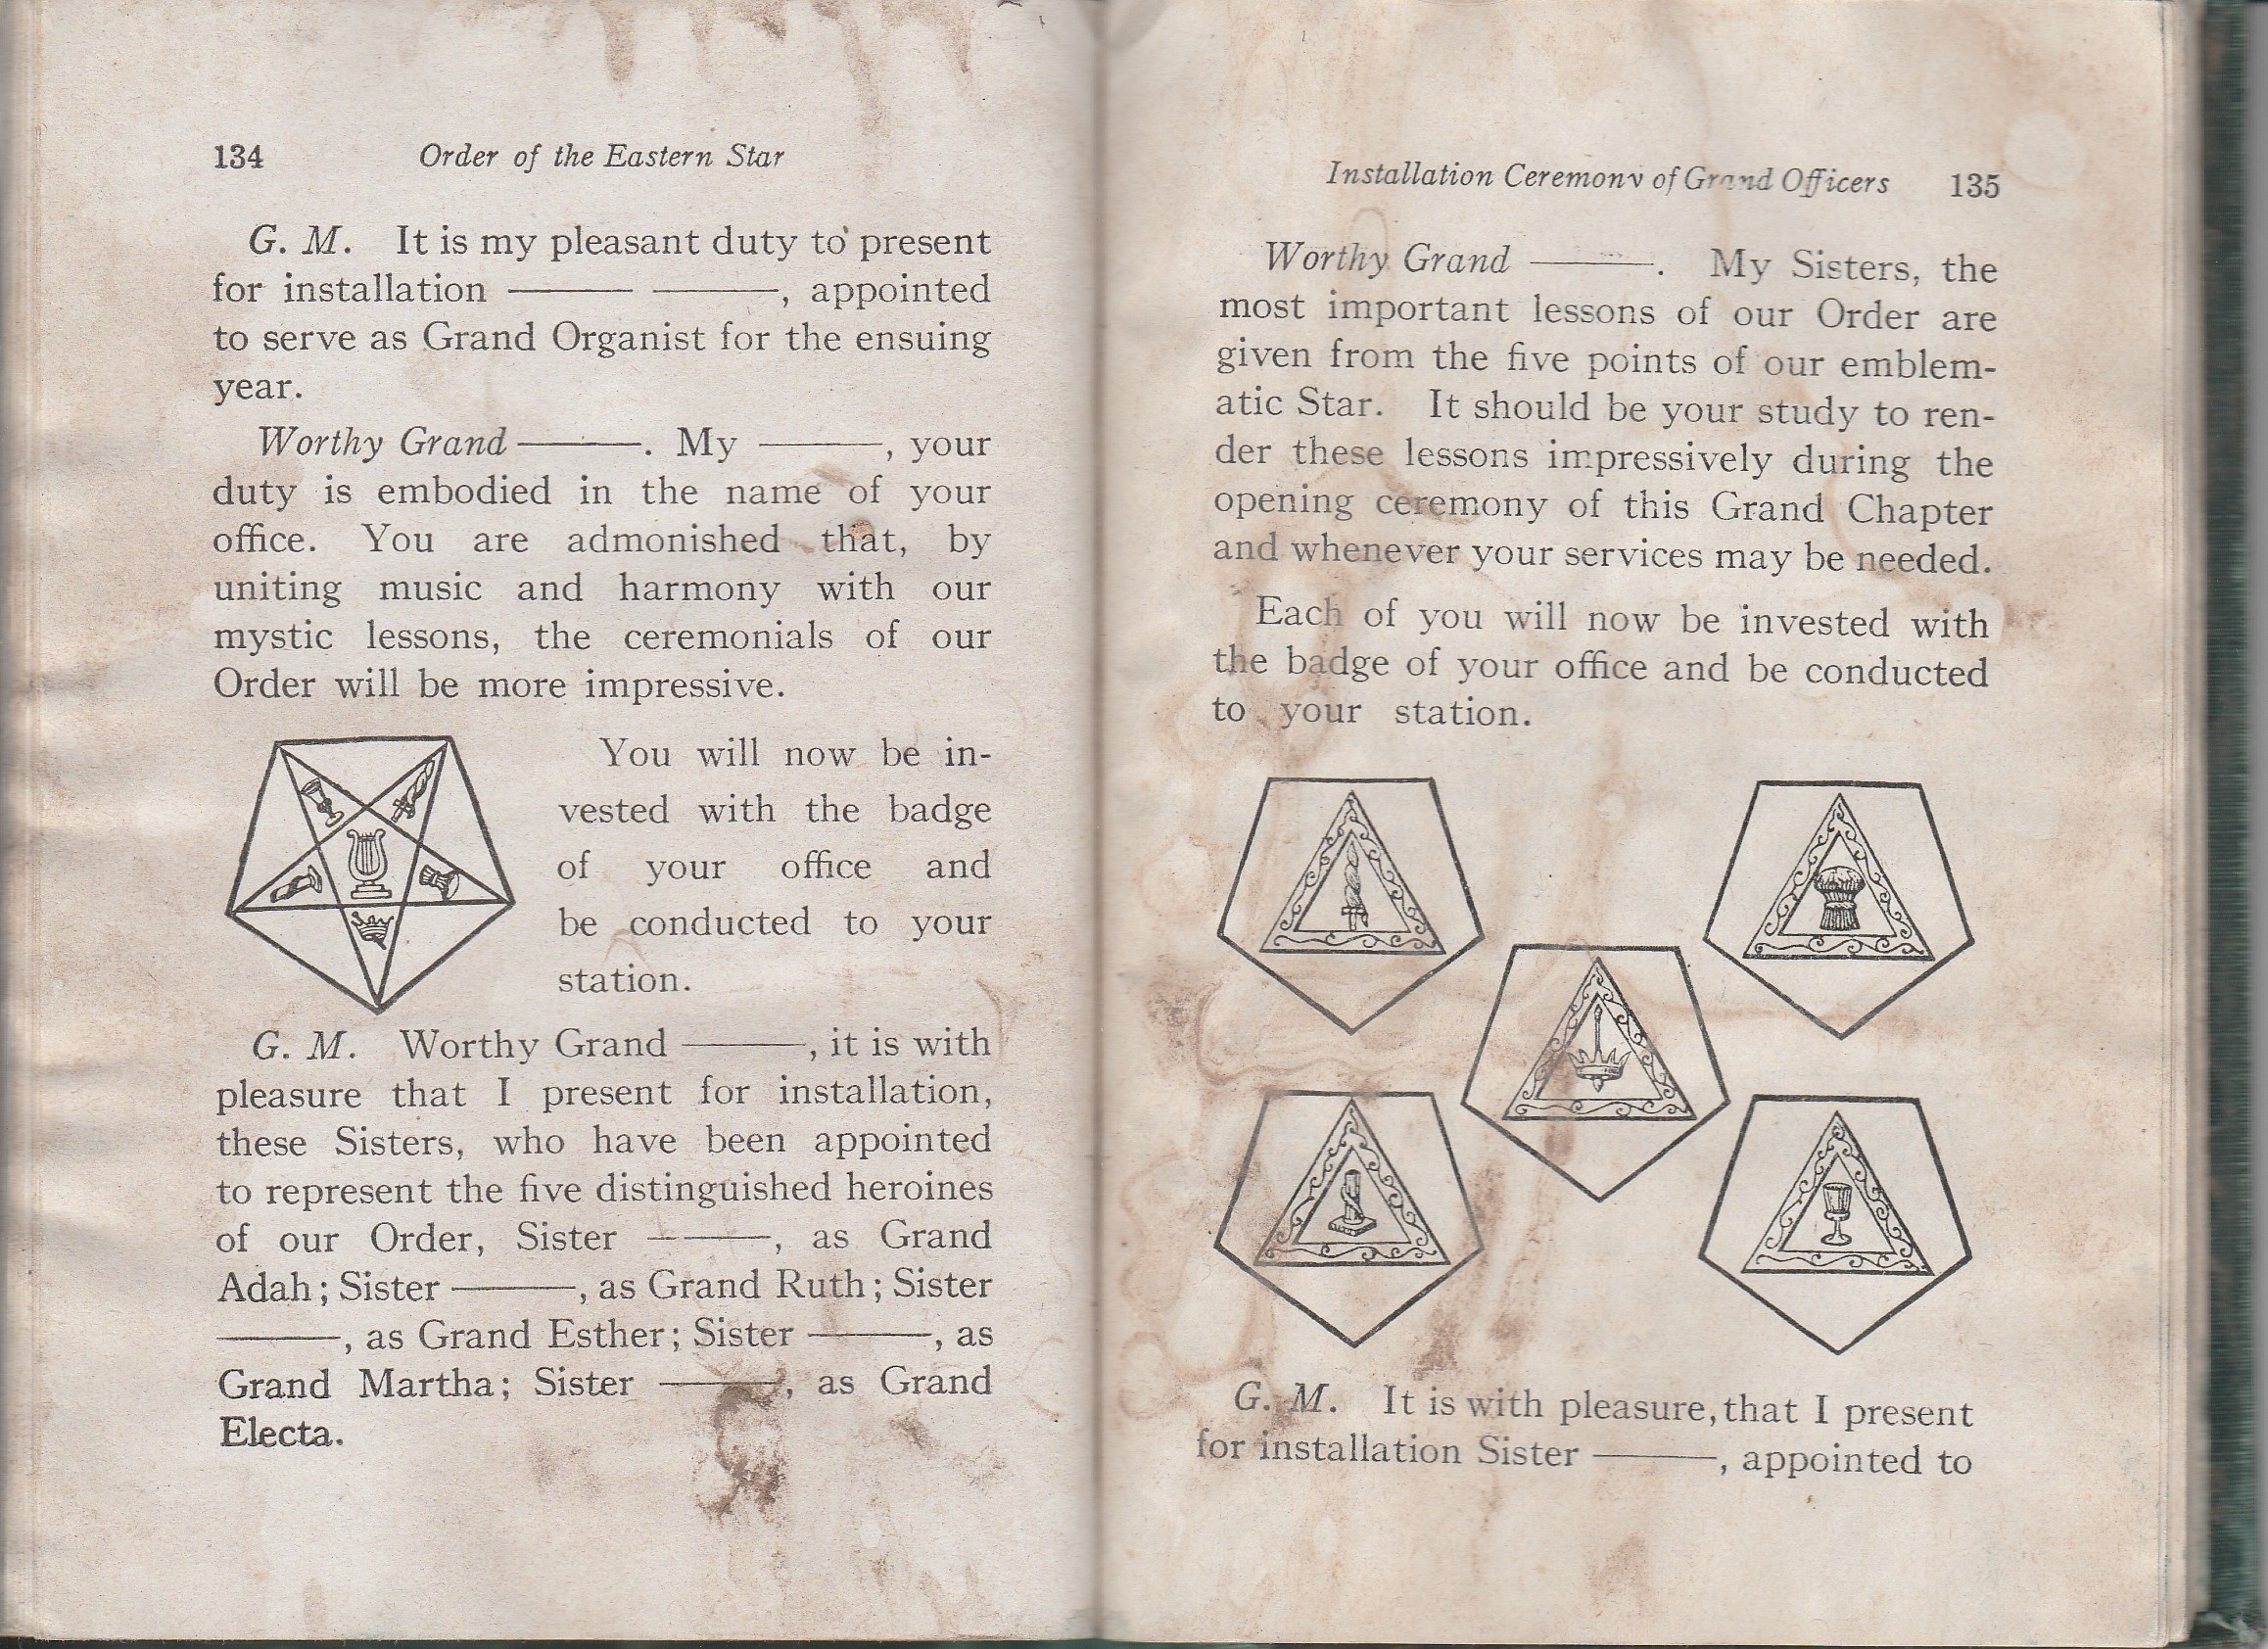 134 Order of the Eastern Star
G. M. It is my pleasant duty to present
for installation ——— ———, appointed
to serve as Grand Organist for the ensuing
year.
Worthy Grand ———. My ———, your
duty is embodied in the name of your
office. You are admonished that, by
uniting music and harmony with our
mystic lessons, the ceremonials of our
Order will be more impressive.
You will now be in-
vested with the badge
of your office and
be conducted to your
station.
G. M. Worthy Grand ———, it is with
pleasure that I present for installation,
these Sisters, who have been appointed
to represent the five distinguished heroines
of our Order, Sister ———, as Grand
Adah; Sister ———, as Grand Ruth; Sister
———, as Grand Esther; Sister ———, as
Grand Martha; Sister ———, as Grand
Electa.
Installation Ceremony of Grand Officers 135
Worthy Grand ———. My Sisters, the
most important lessons of our Order are
given from the five points of our emblem-
atic Star. It should be your study to ren-
der these lessons impressively during the
opening ceremony of this Grand Chapter
and whenever your services may be needed.
Each of you will now be invested with
the badge of your office and be conducted
to your station.
G. M. It is with pleasure, that I present
for installation Sister ———, appointed to